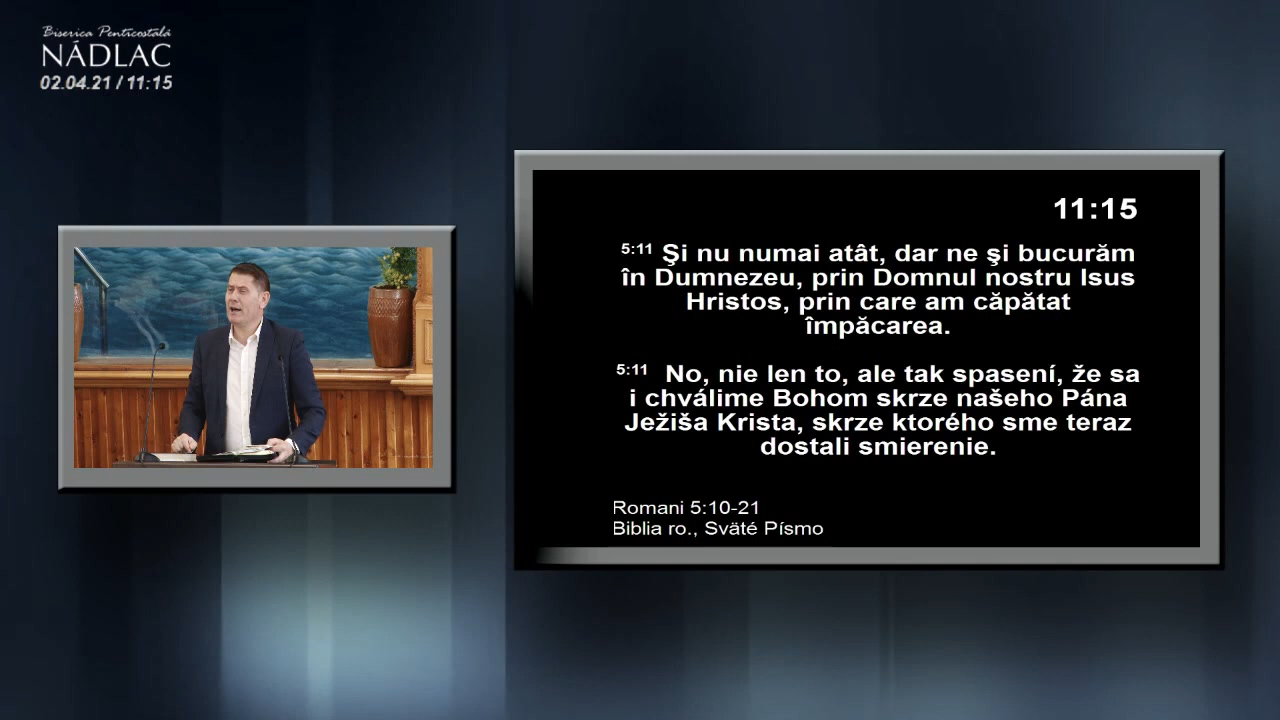 Biserica Penticostală
NĂDLAC
02.04.21 / 11:15
11:15
5:11 Şi nu numai atât, dar ne şi bucurăm
în Dumnezeu, prin Domnul nostru Isus
Hristos, prin care am căpătat
împăcarea.
5:11 No, nie len to, ale tak spasení, že sa
i chválime Bohom skrze našeho Pána
Ježiša Krista, skrze ktorého sme teraz
dostali smierenie.
Romani 5:10-21
Biblia ro., Sväté Písmo